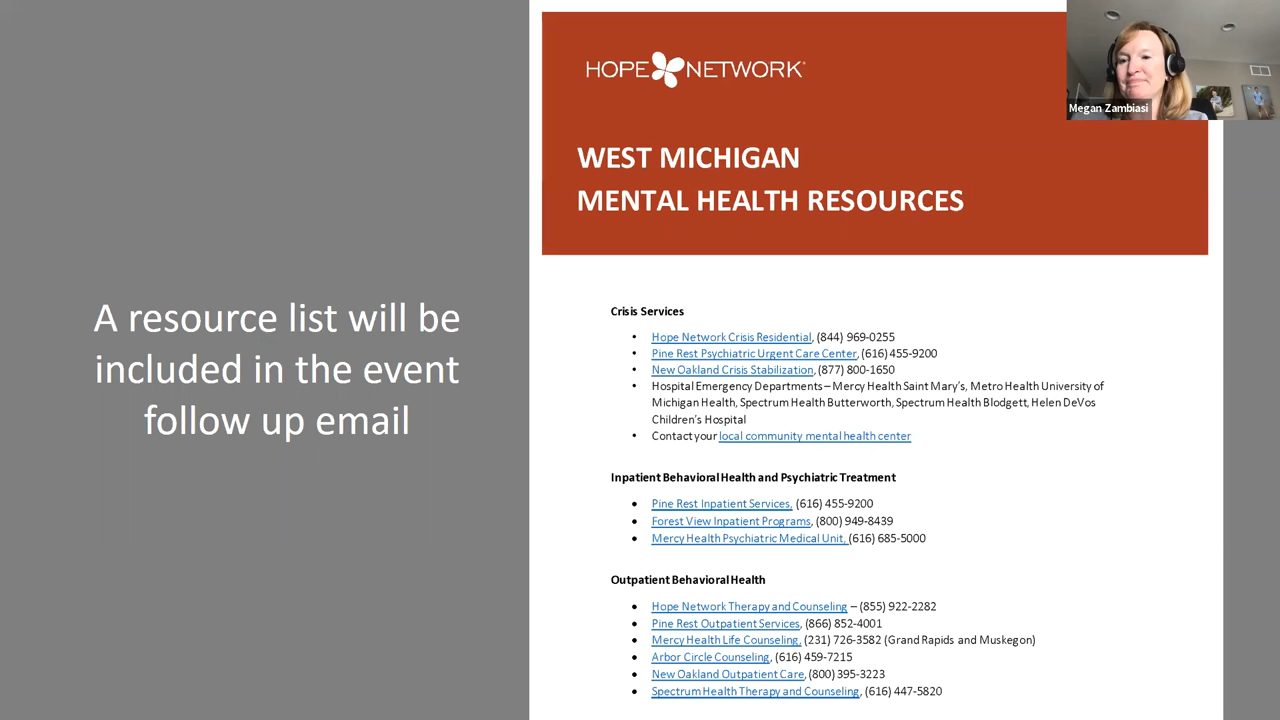 A resource list will be
included in the event
follow up email
HOPE NETWORK
WEST MICHIGAN
MENTAL HEALTH RESOURCES
Megan Zambiasi
Crisis Services
• Hope Network Crisis Residential, (844) 969-0255
• Pine Rest Psychiatric Urgent Care Center, (616) 455-9200
• New Oakland Crisis Stabilization, (877) 800-1650
• Hospital Emergency Departments – Mercy Health Saint Mary's, Metro Health University of
Michigan Health, Spectrum Health Butterworth, Spectrum Health Blodgett, Helen DeVos
Children's Hospital
• Contact your local community mental health center
Inpatient Behavioral Health and Psychiatric Treatment
• Pine Rest Inpatient Services, (616) 455-9200
• Forest View Inpatient Programs, (800) 949-8439
• Mercy Health Psychiatric Medical Unit, (616) 685-5000
Outpatient Behavioral Health
• Hope Network Therapy and Counseling – (855) 922-2282
• Pine Rest Outpatient Services, (866) 852-4001
• Mercy Health Life Counseling, (231) 726-3582 (Grand Rapids and Muskegon)
• Arbor Circle Counseling, (616) 459-7215
• New Oakland Outpatient Care, (800) 395-3223
• Spectrum Health Therapy and Counseling, (616) 447-5820